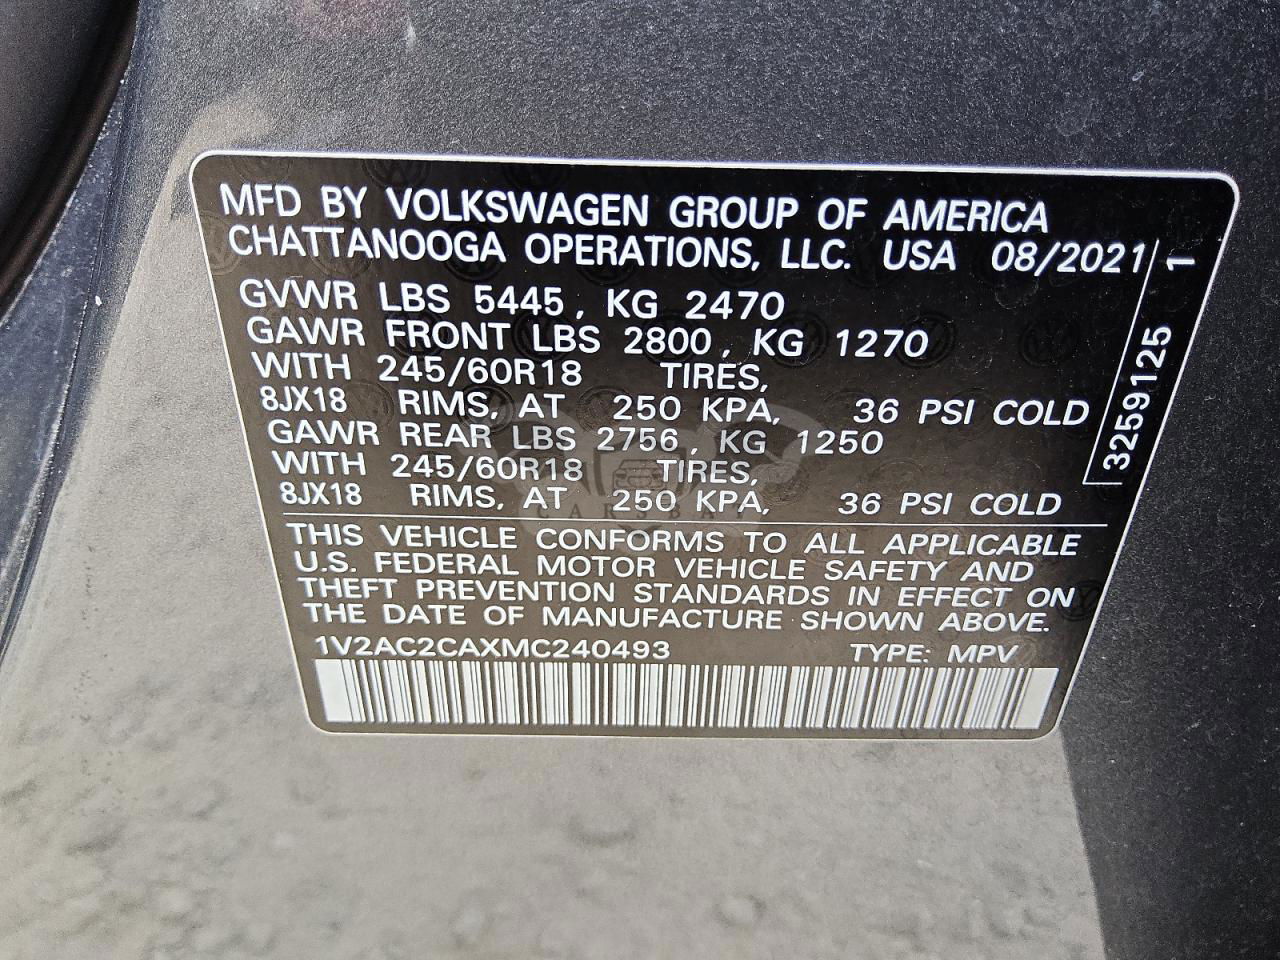 MFD BY VOLKSWAGEN GROUP OF AMERICA
CHATTANOOGA OPERATIONS, LLC. USA 08/2021
GVWR LBS 5445, KG 2470
GAWR FRONT LBS 2800, KG 1270
WITH 245/60R18 TIRES,
8JX18 RIMS, AT 250 KPA, 36 PSI COLD
GAWR REAR LBS 2756, KG 1250
WITH 245/60R18 TIRES,
8JX18 RIMS, AT 250 KPA, 36 PSI COLD
THIS VEHICLE CONFORMS TO ALL APPLICABLE
U.S. FEDERAL MOTOR VEHICLE SAFETY AND
THEFT PREVENTION STANDARDS IN EFFECT ON
THE DATE OF MANUFACTURE SHOWN ABOVE.
1V2AC2CAXMC240493 TYPE: MPV
3259125 1